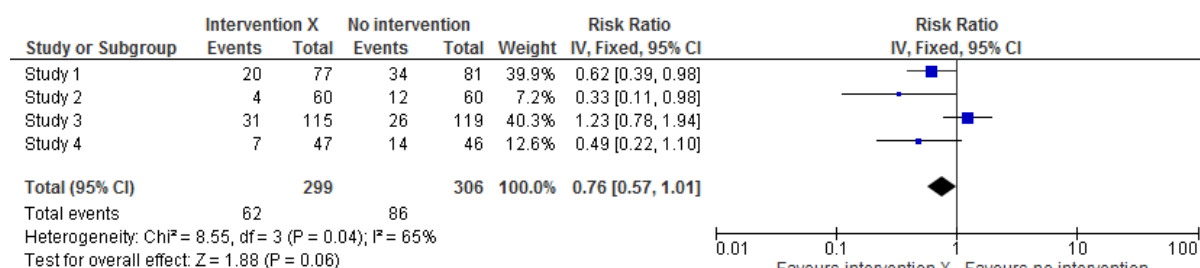 Intervention X No intervention Risk Ratio Risk Ratio
Study or Subgroup Events Total Events Total Weight IV, Fixed, 95% CI IV, Fixed, 95% CI
Study 1 20 77 34 81 39.9% 0.62 [0.39, 0.98]
Study 2 4 60 12 60 7.2% 0.33 [0.11, 0.98]
Study 3 31 115 26 119 40.3% 1.23 [0.78, 1.94]
Study 4 7 47 14 46 12.6% 0.49 [0.22, 1.10]
Total (95% CI) 299 306 100.0% 0.76 [0.57, 1.01]
Total events 62 86
Heterogeneity: Chi² = 8.55, df = 3 (P = 0.04); I² = 65%
Test for overall effect: Z = 1.88 (P = 0.06)
0.01 0.1 1 10 100
Favours intervention X Favours no intervention